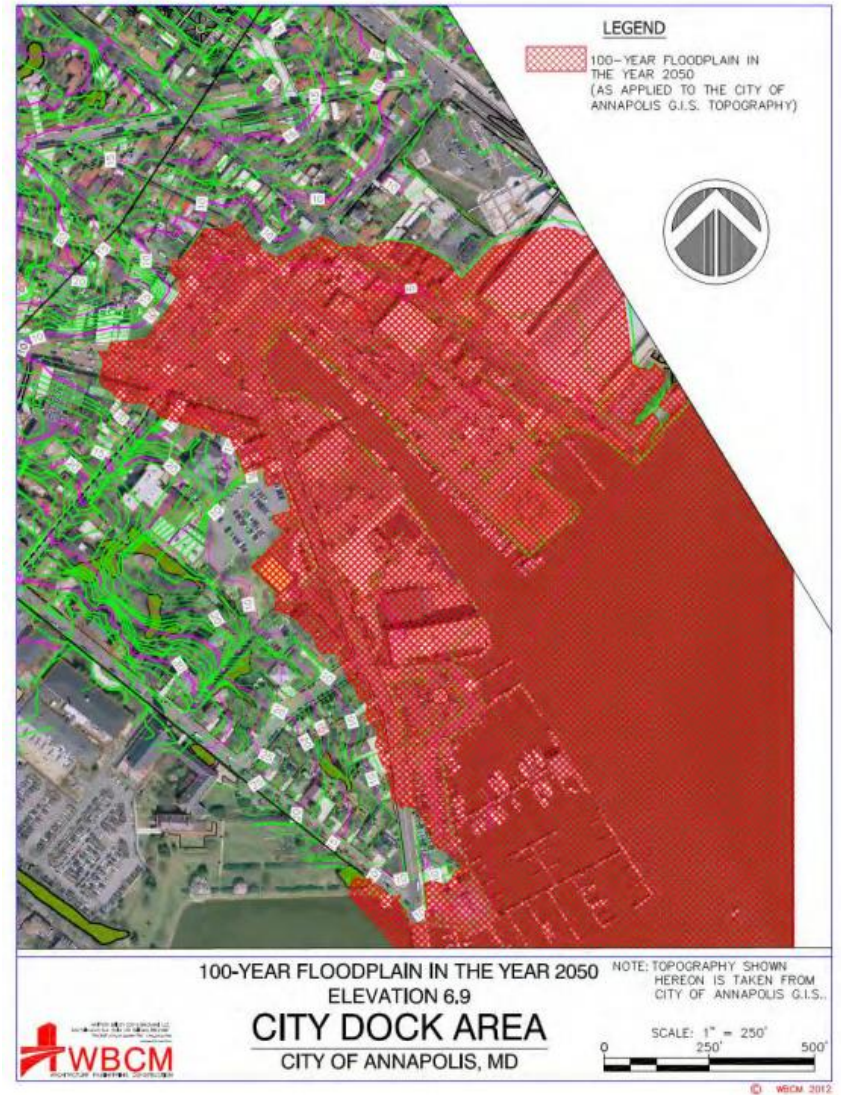 LEGEND
100-YEAR FLOODPLAIN IN
THE YEAR 2050
(AS APPLIED TO THE CITY OF
ANNAPOLIS G.I.S. TOPOGRAPHY)
100-YEAR FLOODPLAIN IN THE YEAR 2050
ELEVATION 6.9
CITY DOCK AREA
CITY OF ANNAPOLIS, MD
NOTE: TOPOGRAPHY SHOWN
HEREON IS TAKEN FROM
CITY OF ANNAPOLIS G.I.S..
SCALE: 1" = 250'
0 250' 500'
WBCM
© WBCM 2012